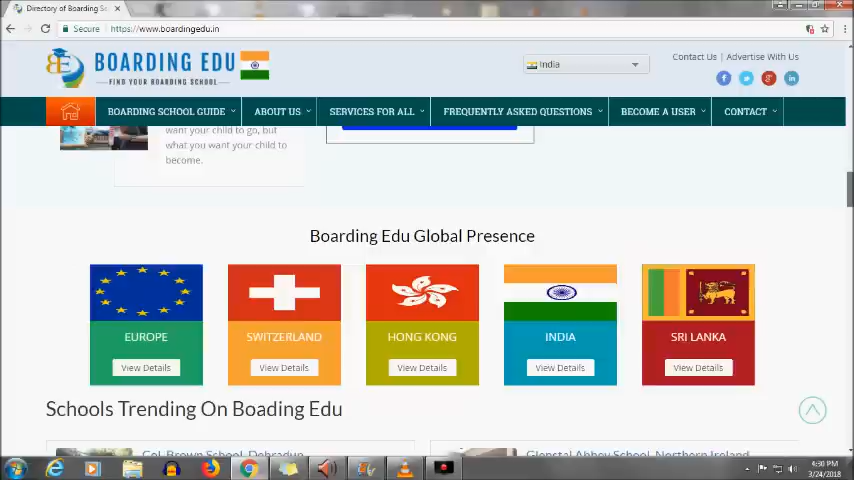 Directory of Boarding Sc
Secure
https://www.boardingedu.in
BOARDING EDU
FIND YOUR BOARDING SCHOOL
India
Contact Us | Advertise With Us
BOARDING SCHOOL GUIDE
ABOUT US
SERVICES FOR ALL
FREQUENTLY ASKED QUESTIONS
BECOME A USER
CONTACT
want your child to go, but
what you want your child to
become.
Boarding Edu Global Presence
EUROPE
View Details
SWITZERLAND
View Details
HONG KONG
View Details
INDIA
View Details
SRI LANKA
View Details
Schools Trending On Boading Edu
Col. Brown School, Dehradun
Glenstal Abbey School, Northern Ireland
4:30 PM
3/24/2018